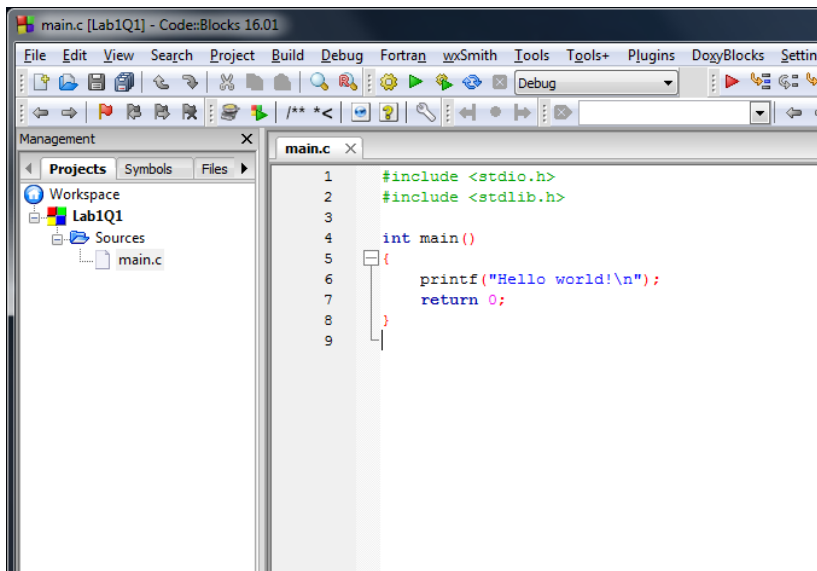 main.c [Lab1Q1] - Code::Blocks 16.01
File Edit View Search Project Build Debug Fortran wxSmith Tools Tools+ Plugins DoxyBlocks Settin
Debug
/** *<
Management
main.c
Projects Symbols Files
Workspace
Lab1Q1
Sources
main.c
1 #include <stdio.h>
2 #include <stdlib.h>
3
4 int main()
5 {
6 printf("Hello world!\n");
7 return 0;
8 }
9